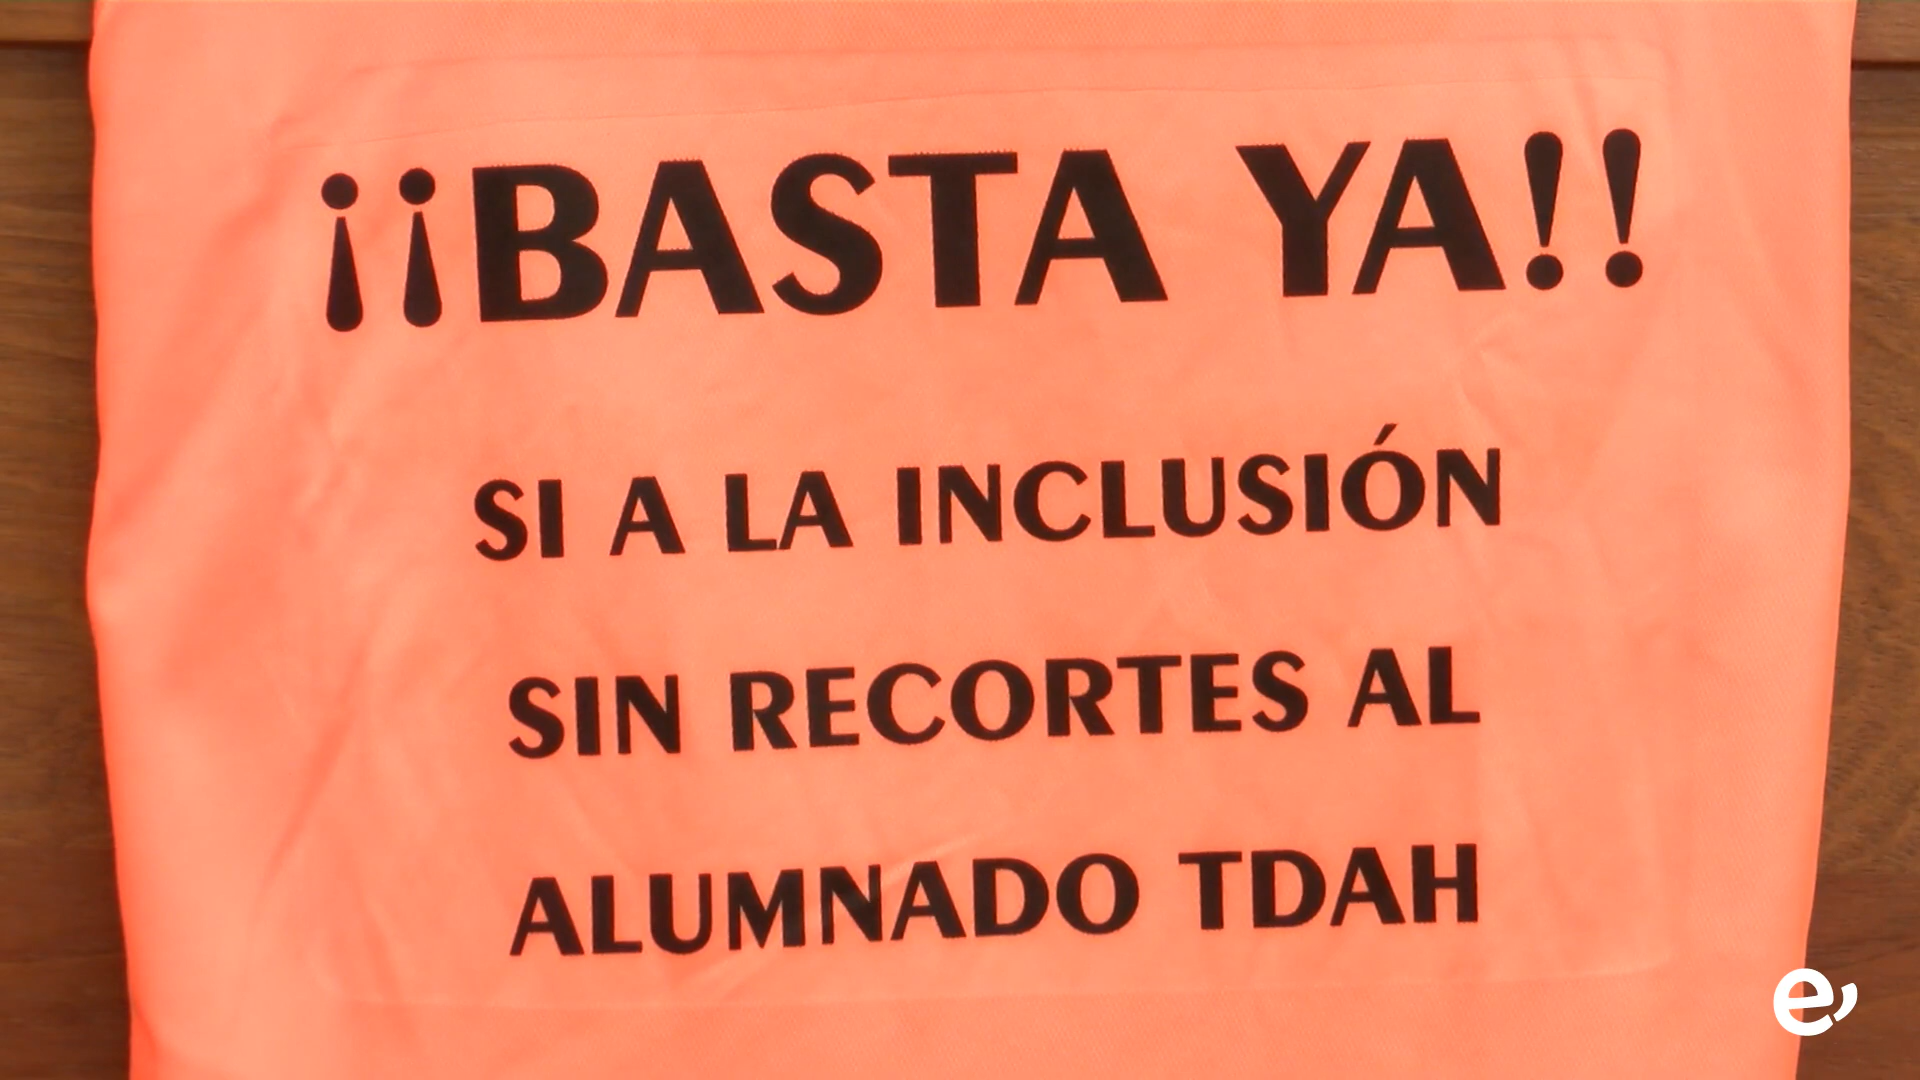 ¡¡BASTA YA!!
SI A LA INCLUSIÓN
SIN RECORTES AL
ALUMNADO TDAH
e